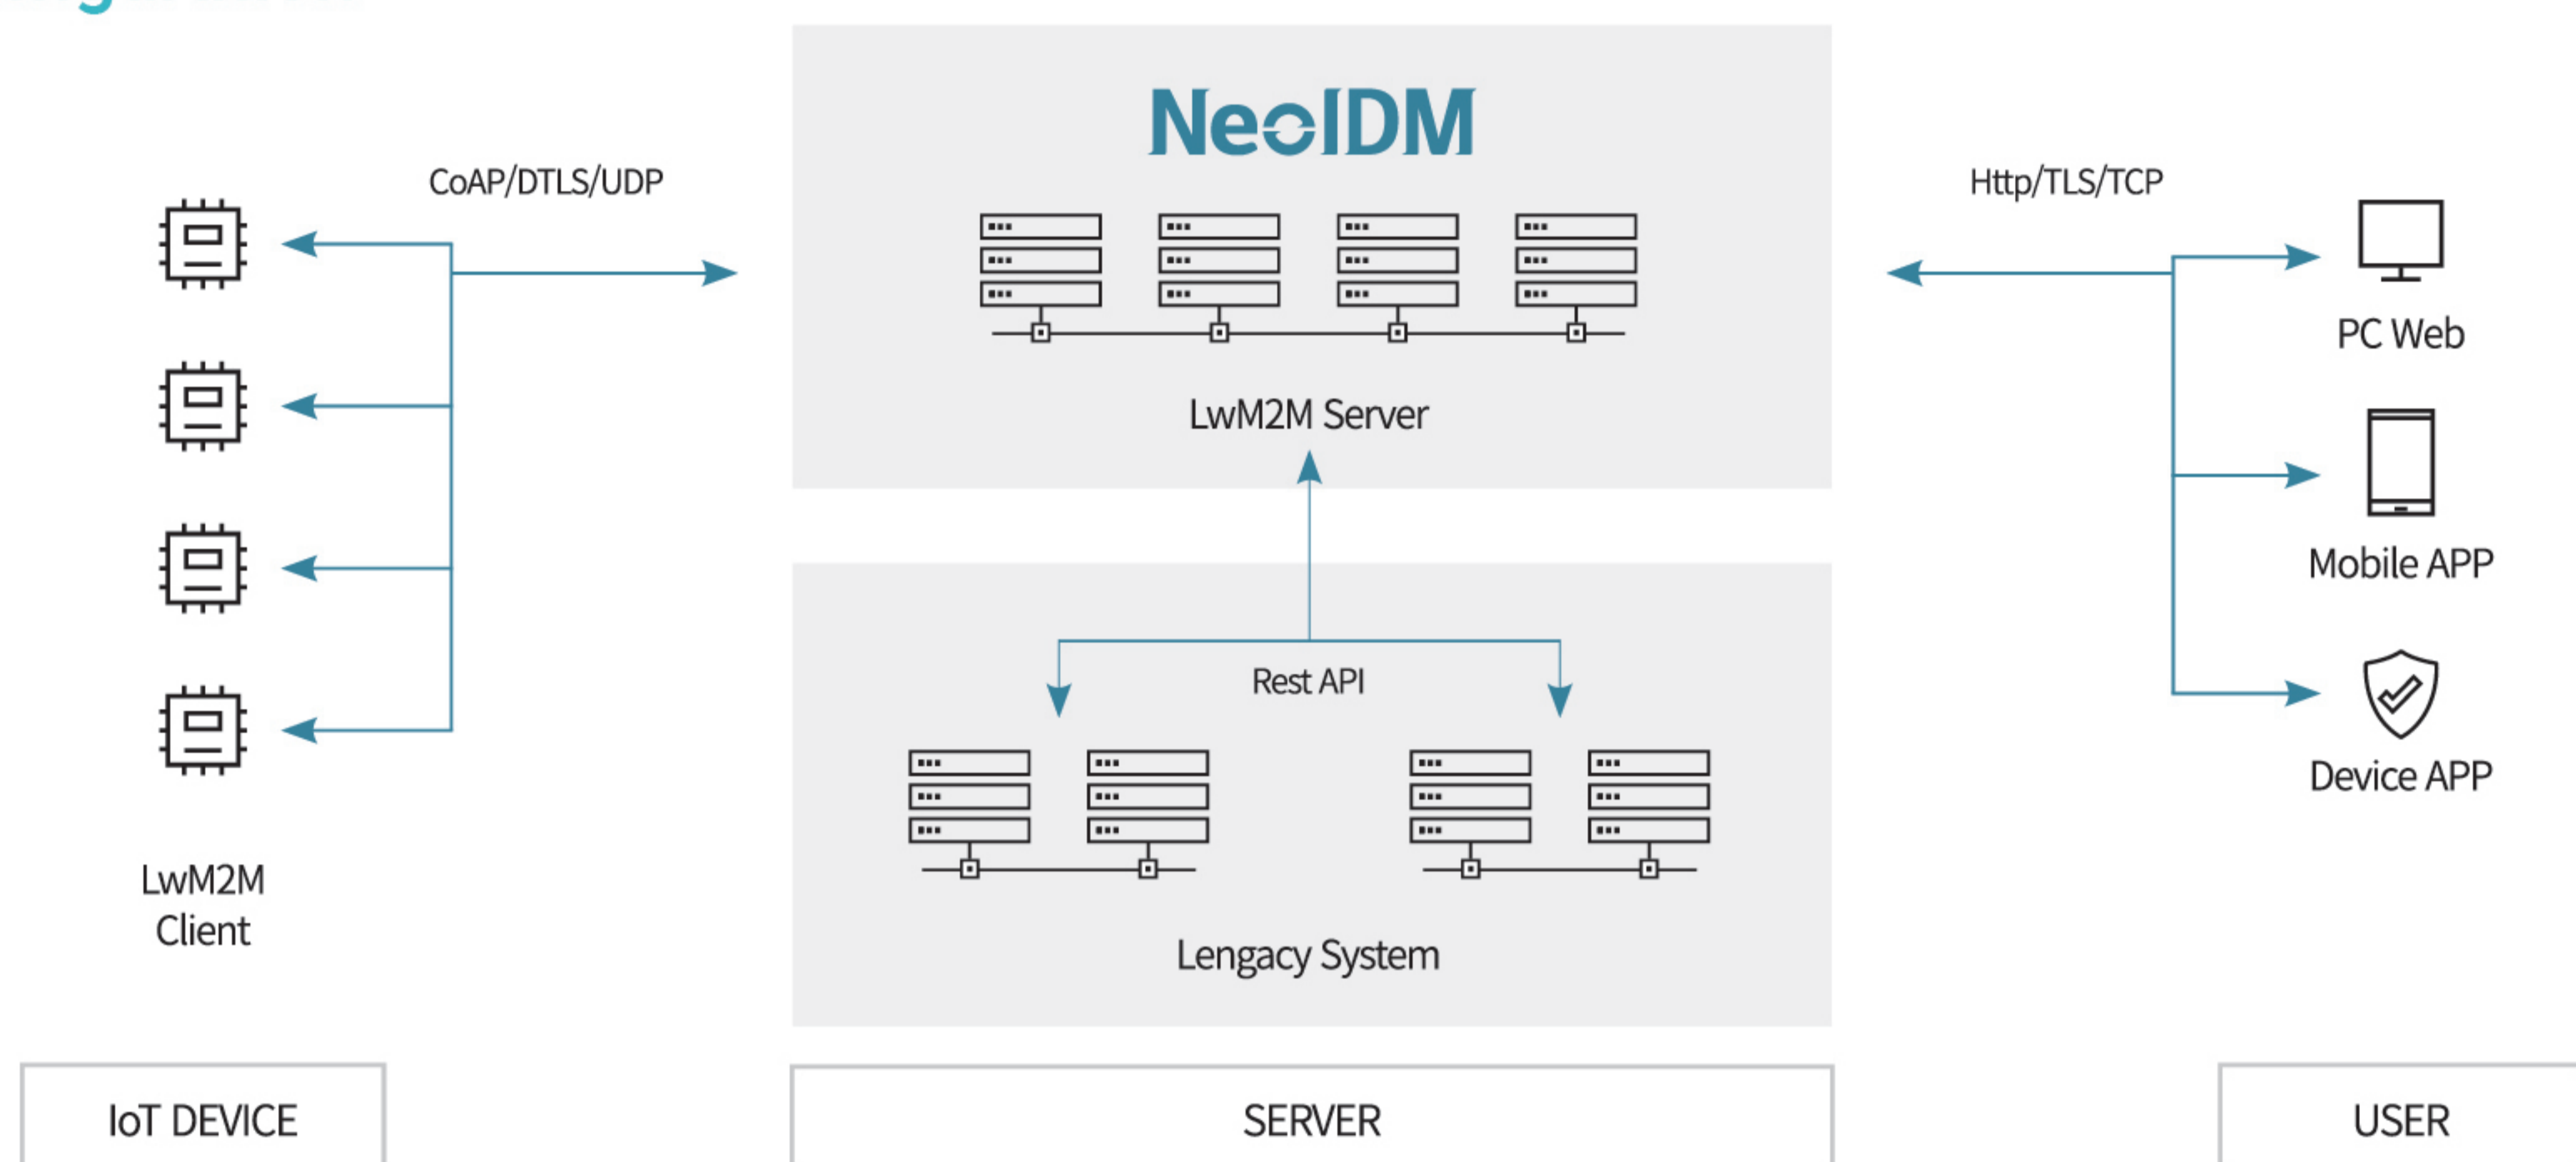 CoAP/DTLS/UDP
LwM2M
Client
IoT DEVICE
NeoIDM
LwM2M Server
Rest API
Lengacy System
SERVER
Http/TLS/TCP
PC Web
Mobile APP
Device APP
USER